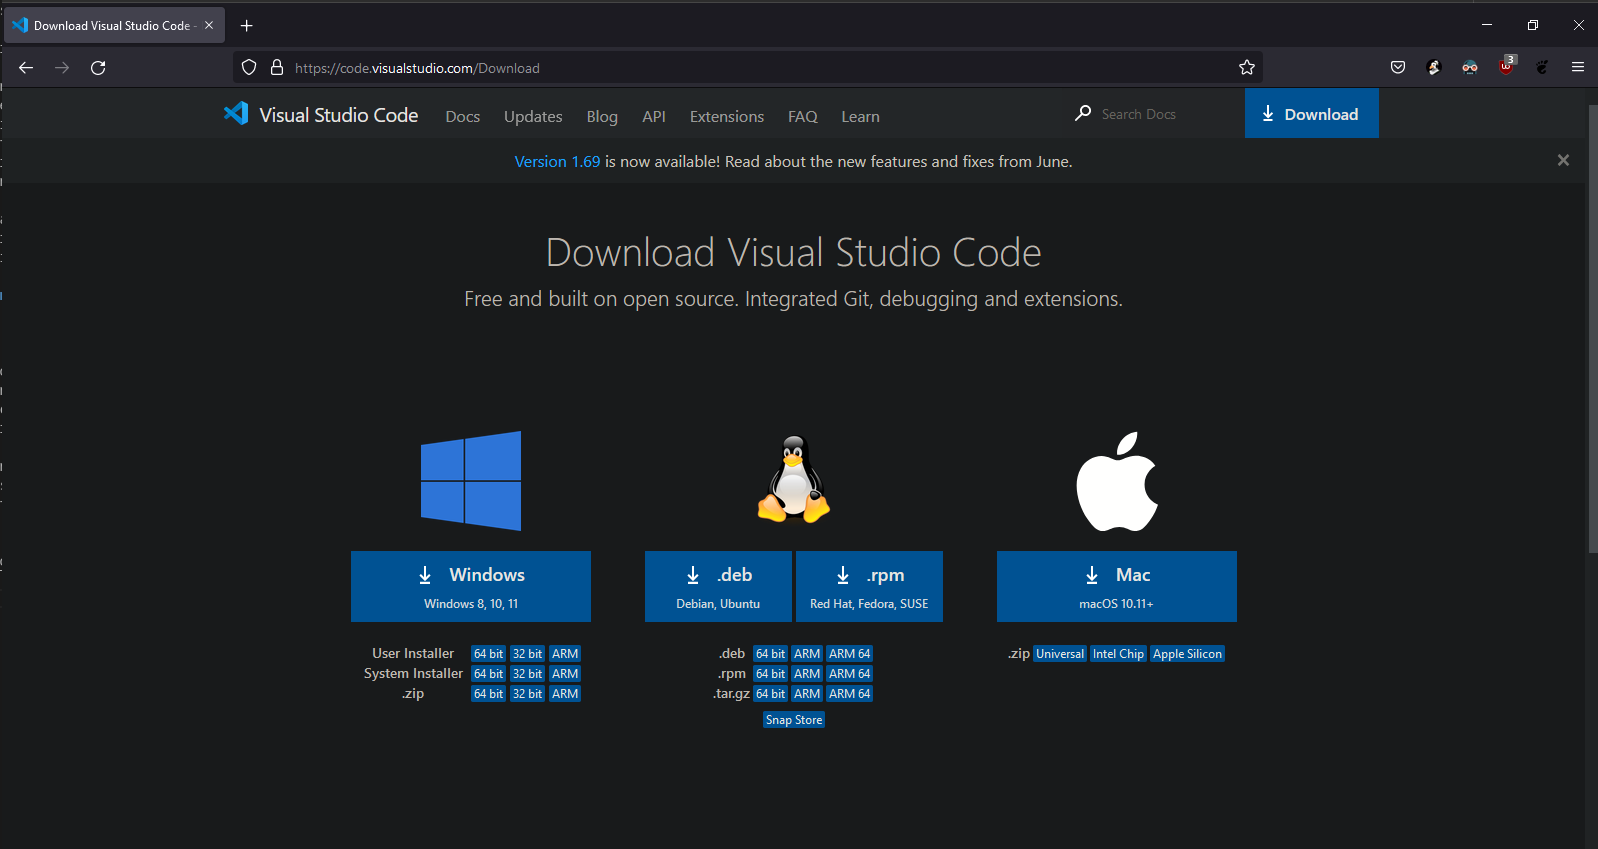 Download Visual Studio Code -
https://code.visualstudio.com/Download
3
Visual Studio Code Docs Updates Blog API Extensions FAQ Learn Search Docs Download
Version 1.69 is now available! Read about the new features and fixes from June.
Download Visual Studio Code
Free and built on open source. Integrated Git, debugging and extensions.
Windows
Windows 8, 10, 11
User Installer 64 bit 32 bit ARM
System Installer 64 bit 32 bit ARM
.zip 64 bit 32 bit ARM
.deb
Debian, Ubuntu
.rpm
Red Hat, Fedora, SUSE
.deb 64 bit ARM ARM 64
.rpm 64 bit ARM ARM 64
.tar.gz 64 bit ARM ARM 64
Snap Store
Mac
macOS 10.11+
.zip Universal Intel Chip Apple Silicon